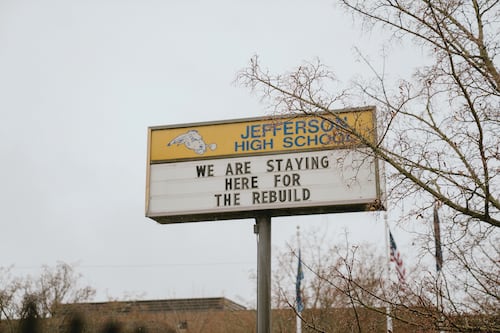 JEFFERSON
HIGH SCHOOL
WE ARE STAYING
HERE FOR
THE REBUILD